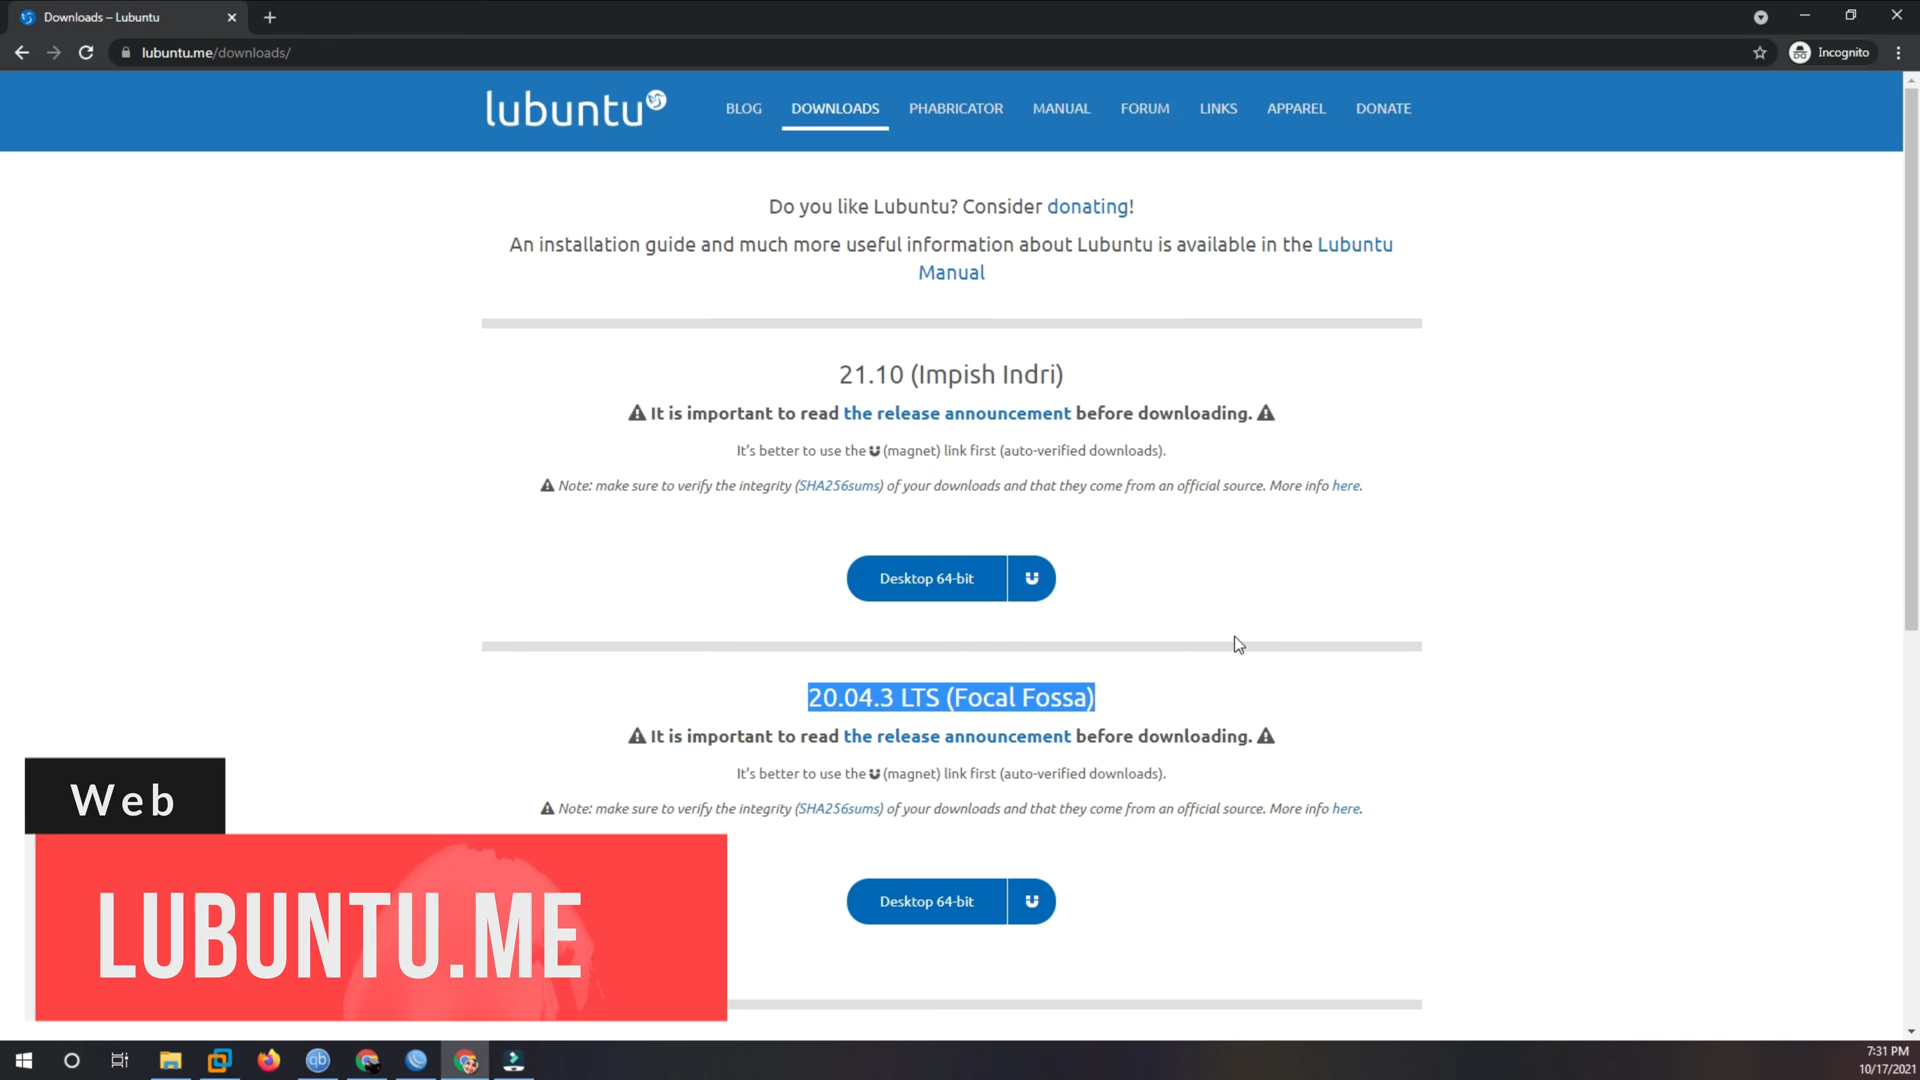 Downloads – Lubuntu
lubuntu.me/downloads/
Incognito
lubuntu
BLOG DOWNLOADS PHABRICATOR MANUAL FORUM LINKS APPAREL DONATE
Do you like Lubuntu? Consider donating!
An installation guide and much more useful information about Lubuntu is available in the Lubuntu
Manual
21.10 (Impish Indri)
It is important to read the release announcement before downloading.
It's better to use the (magnet) link first (auto-verified downloads).
Note: make sure to verify the integrity (SHA256sums) of your downloads and that they come from an official source. More info here.
Desktop 64-bit
20.04.3 LTS (Focal Fossa)
It is important to read the release announcement before downloading.
It's better to use the (magnet) link first (auto-verified downloads).
Note: make sure to verify the integrity (SHA256sums) of your downloads and that they come from an official source. More info here.
Desktop 64-bit
Web
LUBUNTU.ME
qb
7:31 PM
10/17/2021